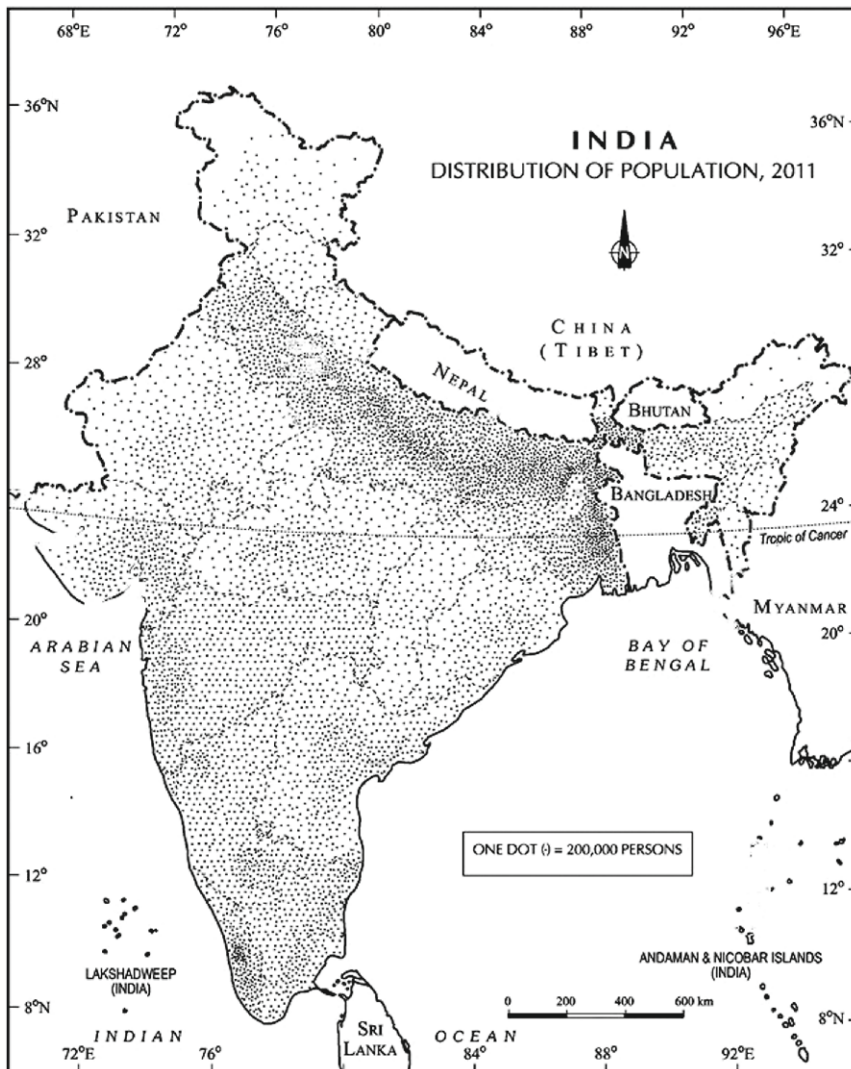 68°E 72° 76° 80° 84° 88° 92° 96°E
36°N
36°N
INDIA
DISTRIBUTION OF POPULATION, 2011
PAKISTAN
N
32°
32°
CHINA
(TIBET)
28°
28°
NEPAL
BHUTAN
BANGLADESH
24°
24°
Tropic of Cancer
MYANMAR
20°
20°
ARABIAN
SEA
BAY OF
BENGAL
16°
ONE DOT (·) = 200,000 PERSONS
12°
12°
LAKSHADWEEP
(INDIA)
ANDAMAN & NICOBAR ISLANDS
(INDIA)
0 200 400 600 km
8°N
8°N
INDIAN
SRI
LANKA
OCEAN
72°E 76° 84° 88° 92°E